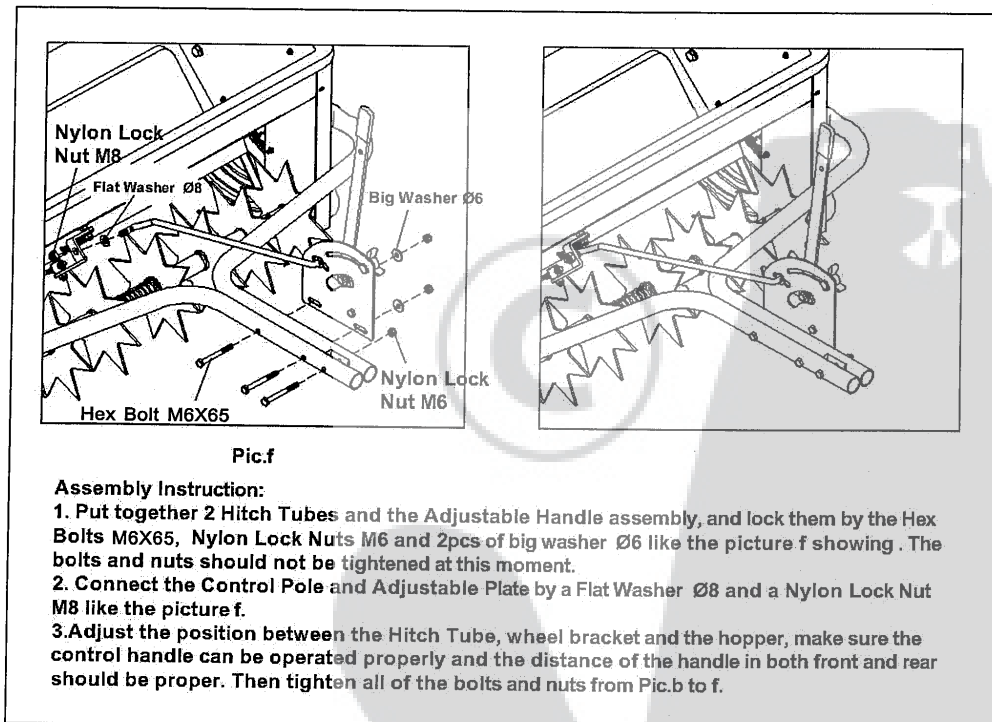 Nylon Lock
Nut M8
Flat Washer Ø8
Big Washer Ø6
Nylon Lock
Nut M6
Hex Bolt M6X65
Pic.f
Assembly Instruction:
1. Put together 2 Hitch Tubes and the Adjustable Handle assembly, and lock them by the Hex
Bolts M6X65, Nylon Lock Nuts M6 and 2pcs of big washer Ø6 like the picture f showing . The
bolts and nuts should not be tightened at this moment.
2. Connect the Control Pole and Adjustable Plate by a Flat Washer Ø8 and a Nylon Lock Nut
M8 like the picture f.
3.Adjust the position between the Hitch Tube, wheel bracket and the hopper, make sure the
control handle can be operated properly and the distance of the handle in both front and rear
should be proper. Then tighten all of the bolts and nuts from Pic.b to f.
©